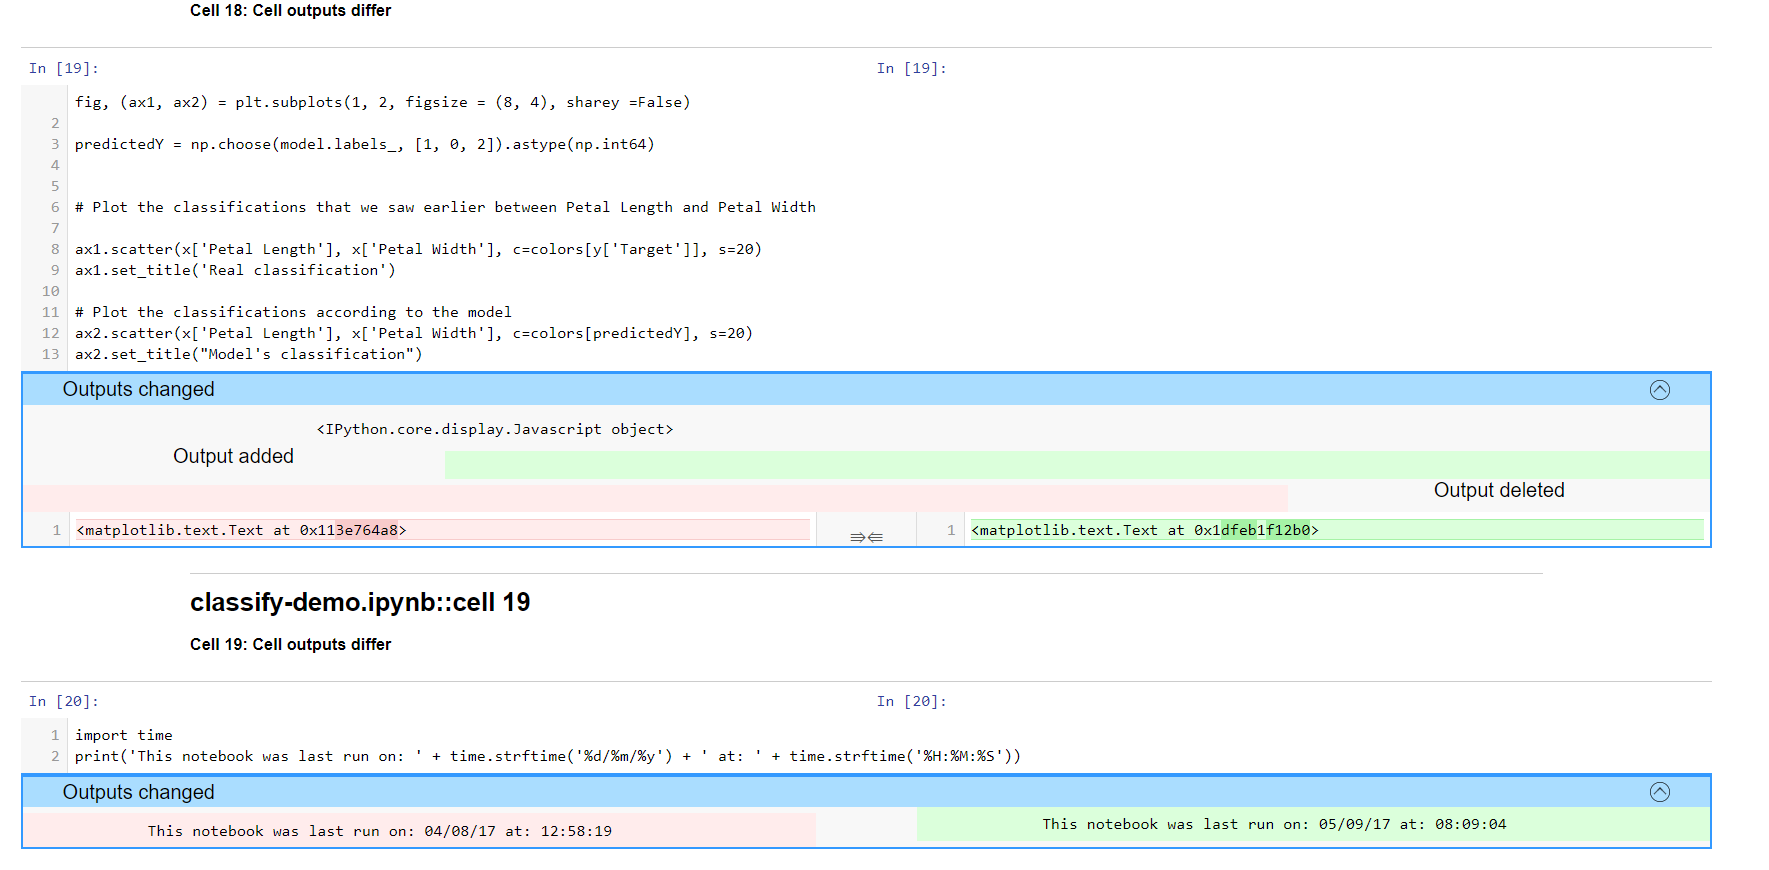 Cell 18: Cell outputs differ
In [19]: In [19]:
fig, (ax1, ax2) = plt.subplots(1, 2, figsize = (8, 4), sharey =False)
2
3 predictedY = np.choose(model.labels_, [1, 0, 2]).astype(np.int64)
4
5
6 # Plot the classifications that we saw earlier between Petal Length and Petal Width
7
8 ax1.scatter(x['Petal Length'], x['Petal Width'], c=colors[y['Target']], s=20)
9 ax1.set_title('Real classification')
10
11 # Plot the classifications according to the model
12 ax2.scatter(x['Petal Length'], x['Petal Width'], c=colors[predictedY], s=20)
13 ax2.set_title("Model's classification")
Outputs changed
<IPython.core.display.Javascript object>
Output added
Output deleted
1 <matplotlib.text.Text at 0x113e764a8> 1 <matplotlib.text.Text at 0x1dfeb1f12b0>
classify-demo.ipynb::cell 19
Cell 19: Cell outputs differ
In [20]: In [20]:
1 import time
2 print('This notebook was last run on: ' + time.strftime('%d/%m/%y') + ' at: ' + time.strftime('%H:%M:%S'))
Outputs changed
This notebook was last run on: 04/08/17 at: 12:58:19 This notebook was last run on: 05/09/17 at: 08:09:04